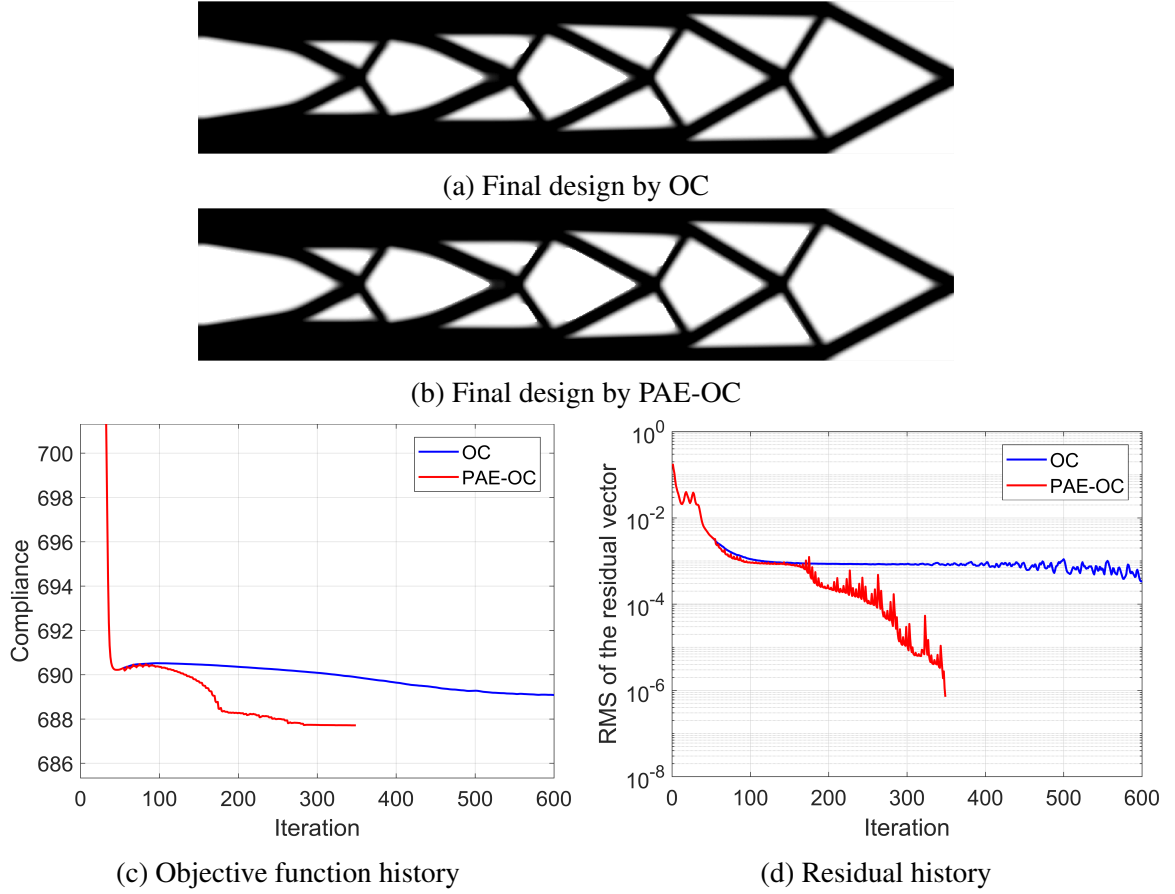 (a) Final design by OC
(b) Final design by PAE-OC
700
698
696
694
692
690
688
686
Compliance
0 100 200 300 400 500 600
Iteration
OC
PAE-OC
(c) Objective function history
10^0
10^-2
10^-4
10^-6
10^-8
RMS of the residual vector
0 100 200 300 400 500 600
Iteration
OC
PAE-OC
(d) Residual history